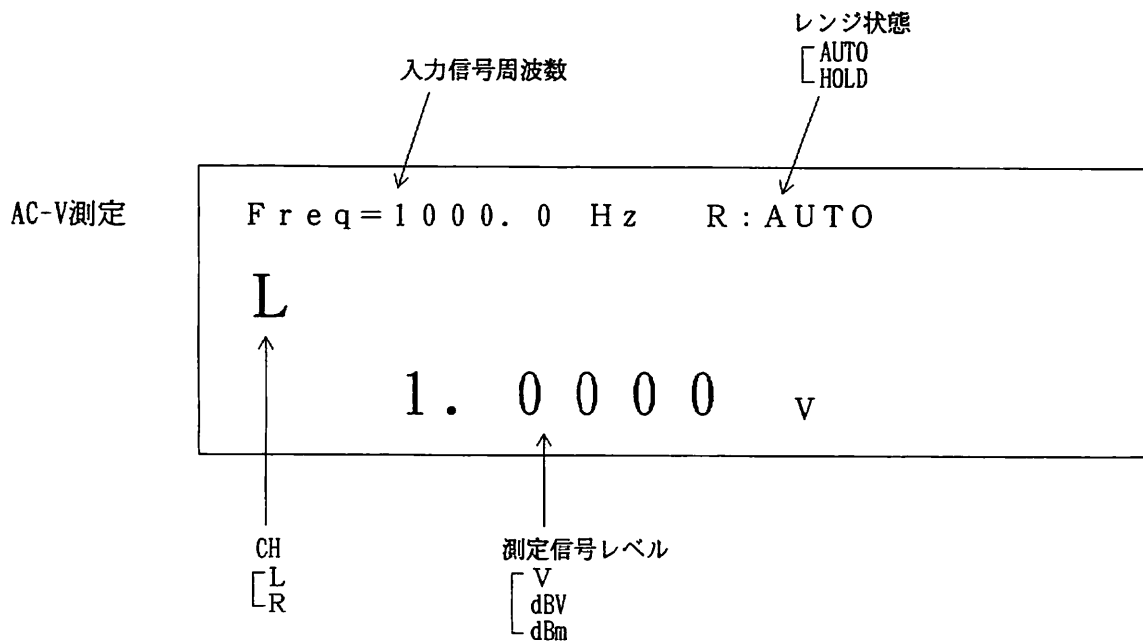 レンジ状態
AUTO
HOLD
入力信号周波数
AC-V測定
Freq=1000.0 Hz R:AUTO
L
1.0000 V
CH
L
R
測定信号レベル
V
dBV
dBm